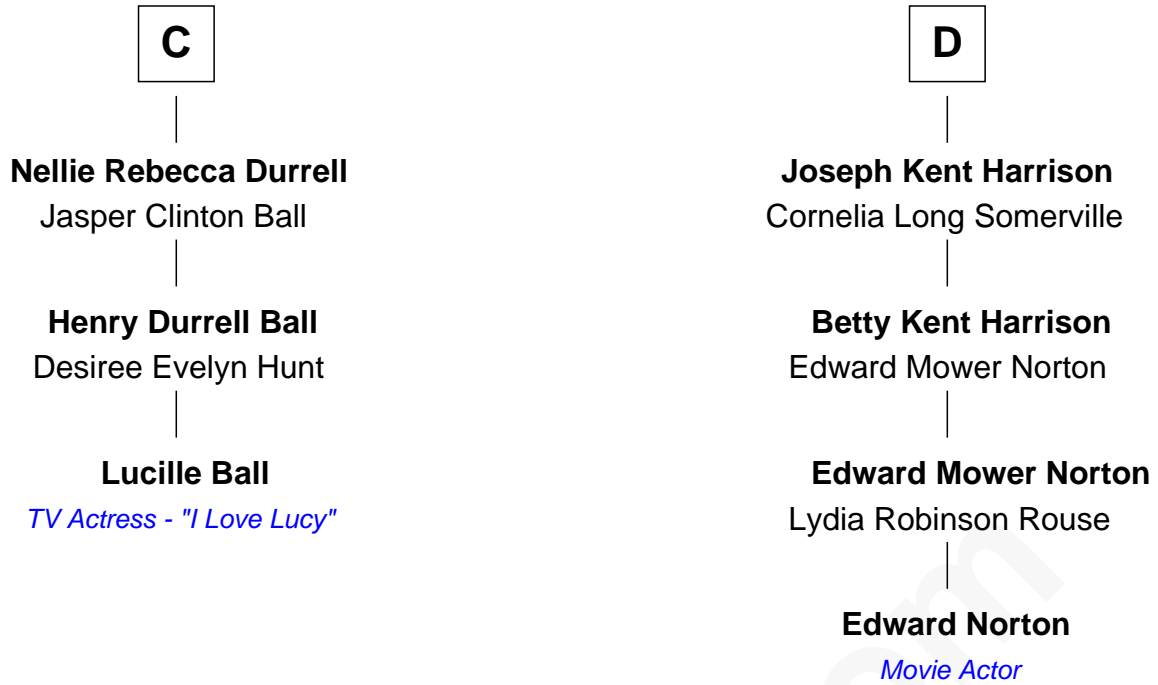 C
Nellie Rebecca Durrell
Jasper Clinton Ball
Henry Durrell Ball
Desiree Evelyn Hunt
Lucille Ball
TV Actress - "I Love Lucy"
D
Joseph Kent Harrison
Cornelia Long Somerville
Betty Kent Harrison
Edward Mower Norton
Edward Mower Norton
Lydia Robinson Rouse
Edward Norton
Movie Actor